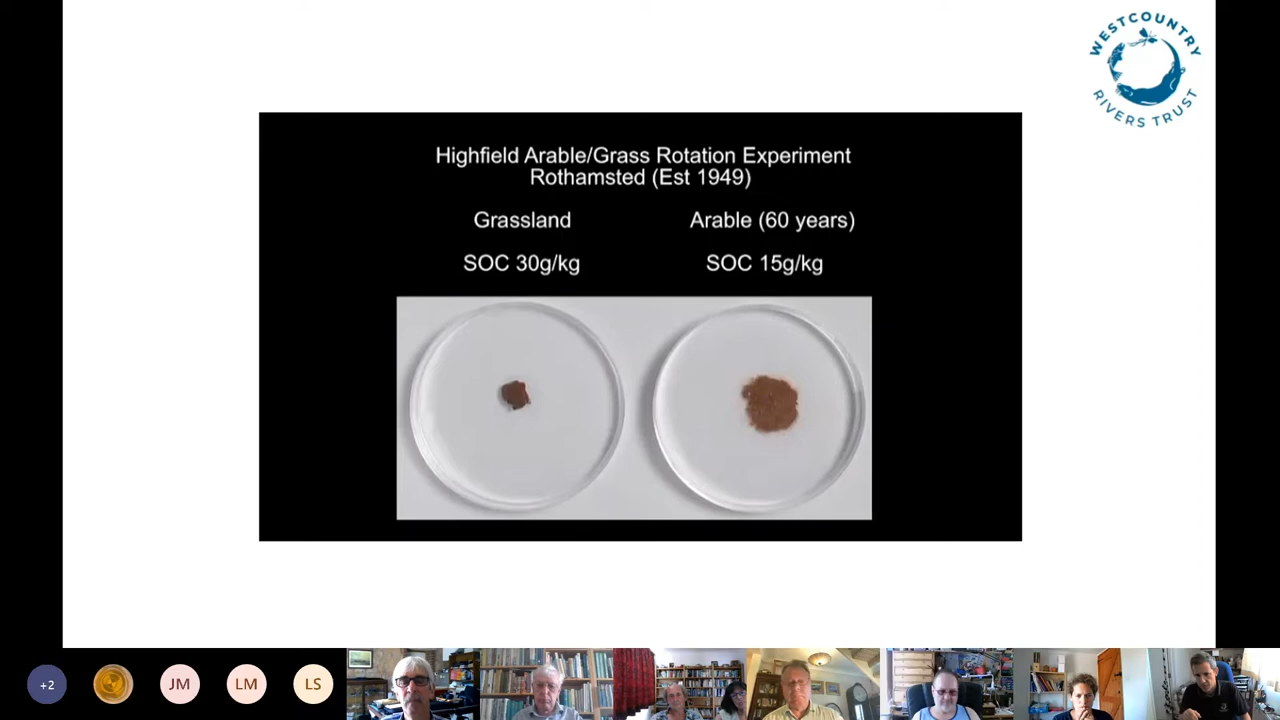 WESTCOUNTRY
RIVERS TRUST
Highfield Arable/Grass Rotation Experiment
Rothamsted (Est 1949)
Grassland
Arable (60 years)
SOC 30g/kg
SOC 15g/kg
+2
JM
LM
LS